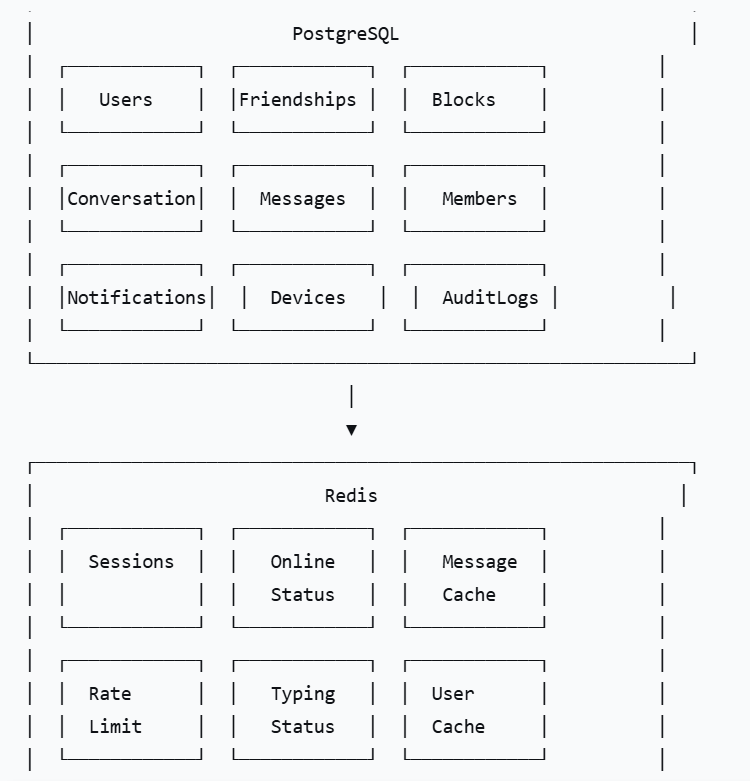 PostgreSQL
Users Friendships Blocks
Conversation Messages Members
Notifications Devices AuditLogs
▼
Redis
Sessions Online Message
Status Cache
Rate Typing User
Limit Status Cache